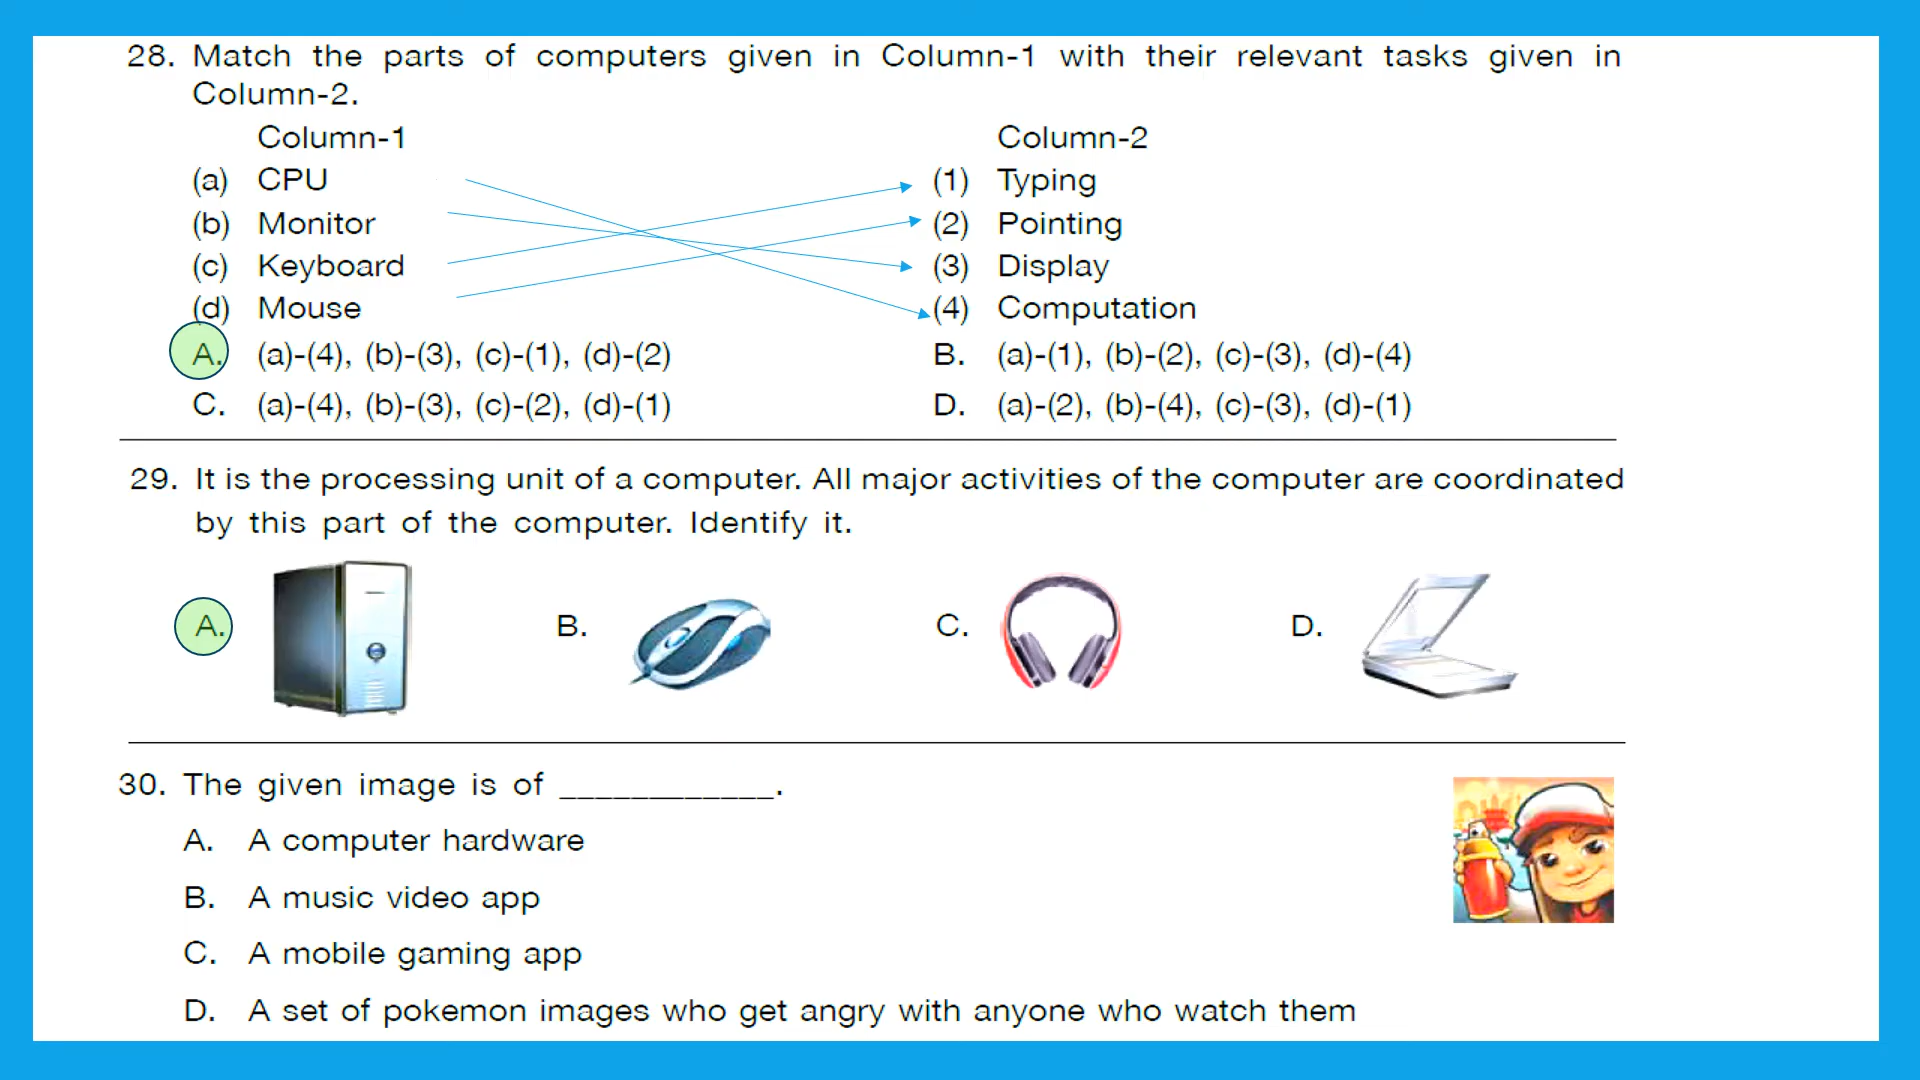 28. Match the parts of computers given in Column-1 with their relevant tasks given in
Column-2.
Column-1 Column-2
(a) CPU (1) Typing
(b) Monitor (2) Pointing
(c) Keyboard (3) Display
(d) Mouse (4) Computation
A. (a)-(4), (b)-(3), (c)-(1), (d)-(2) B. (a)-(1), (b)-(2), (c)-(3), (d)-(4)
C. (a)-(4), (b)-(3), (c)-(2), (d)-(1) D. (a)-(2), (b)-(4), (c)-(3), (d)-(1)
29. It is the processing unit of a computer. All major activities of the computer are coordinated
by this part of the computer. Identify it.
A. B. C. D.
30. The given image is of ____________.
A. A computer hardware
B. A music video app
C. A mobile gaming app
D. A set of pokemon images who get angry with anyone who watch them